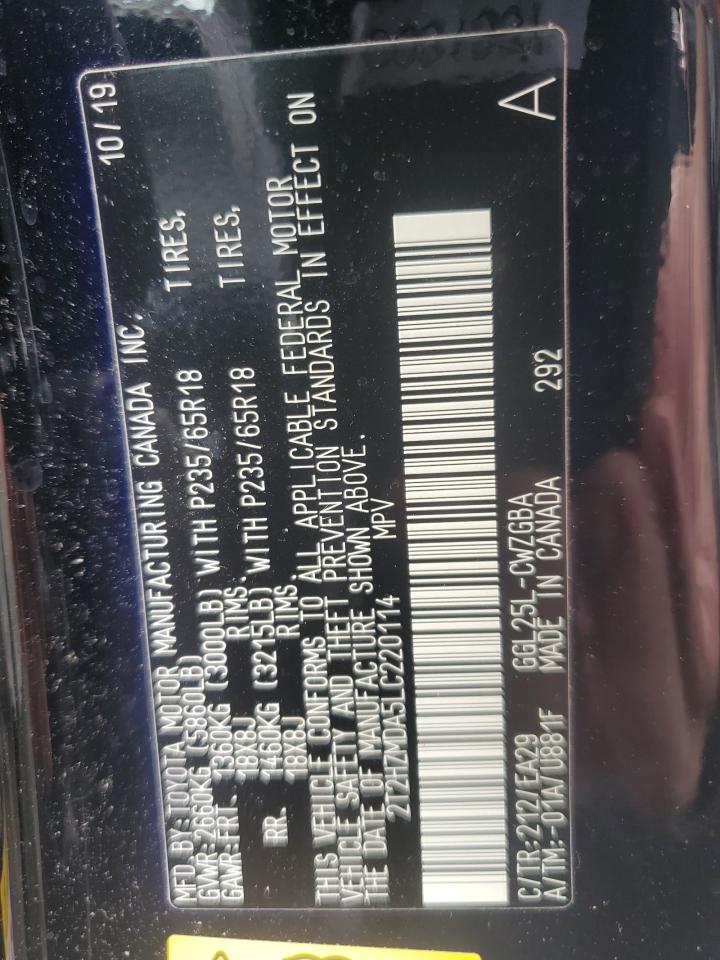 MFD. BY: TOYOTA MOTOR MANUFACTURING CANADA INC. 10/19
GVWR: 2660KG (5860LB)
GAWR: FRT. 1360KG (3000LB) WITH P235/65R18 TIRES,
18X8J RIMS,
RR. 1460KG (3215LB) WITH P235/65R18 TIRES,
18X8J RIMS.
THIS VEHICLE CONFORMS TO ALL APPLICABLE FEDERAL MOTOR
VEHICLE SAFETY AND THEFT PREVENTION STANDARDS IN EFFECT ON
THE DATE OF MANUFACTURE SHOWN ABOVE.
2T2HZMDA5LC220114 MPV
C/TR:212/EA29 GGL25L-CWZGBA A
A/TM:-01A/U881F MADE IN CANADA 292